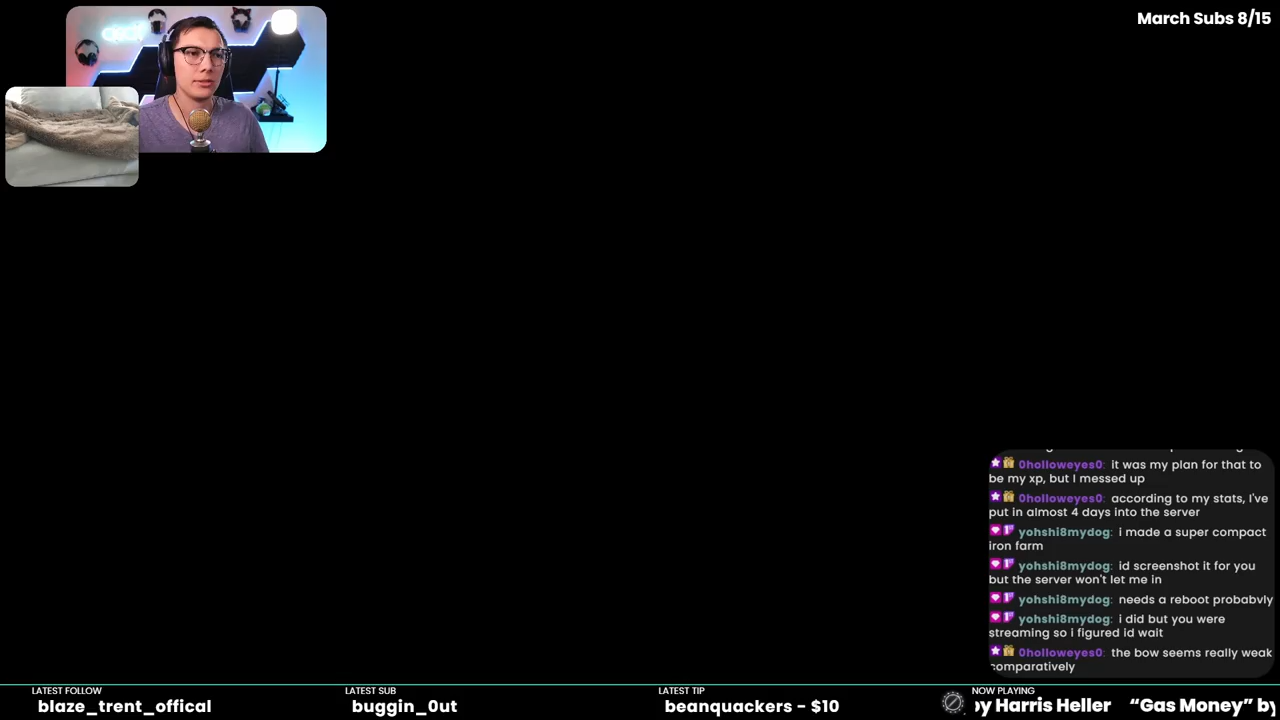 March Subs 8/15
0holloweyes0: it was my plan for that to
be my xp, but I messed up
0holloweyes0: according to my stats, I've
put in almost 4 days into the server
yohshi8mydog: i made a super compact
iron farm
yohshi8mydog: id screenshot it for you
but the server won't let me in
yohshi8mydog: needs a reboot probabvly
yohshi8mydog: i did but you were
streaming so i figured id wait
0holloweyes0: the bow seems really weak
comparatively
LATEST FOLLOW
blaze_trent_offical
LATEST SUB
buggin_0ut
LATEST TIP
beanquackers - $10
NOW PLAYING
by Harris Heller “Gas Money” by